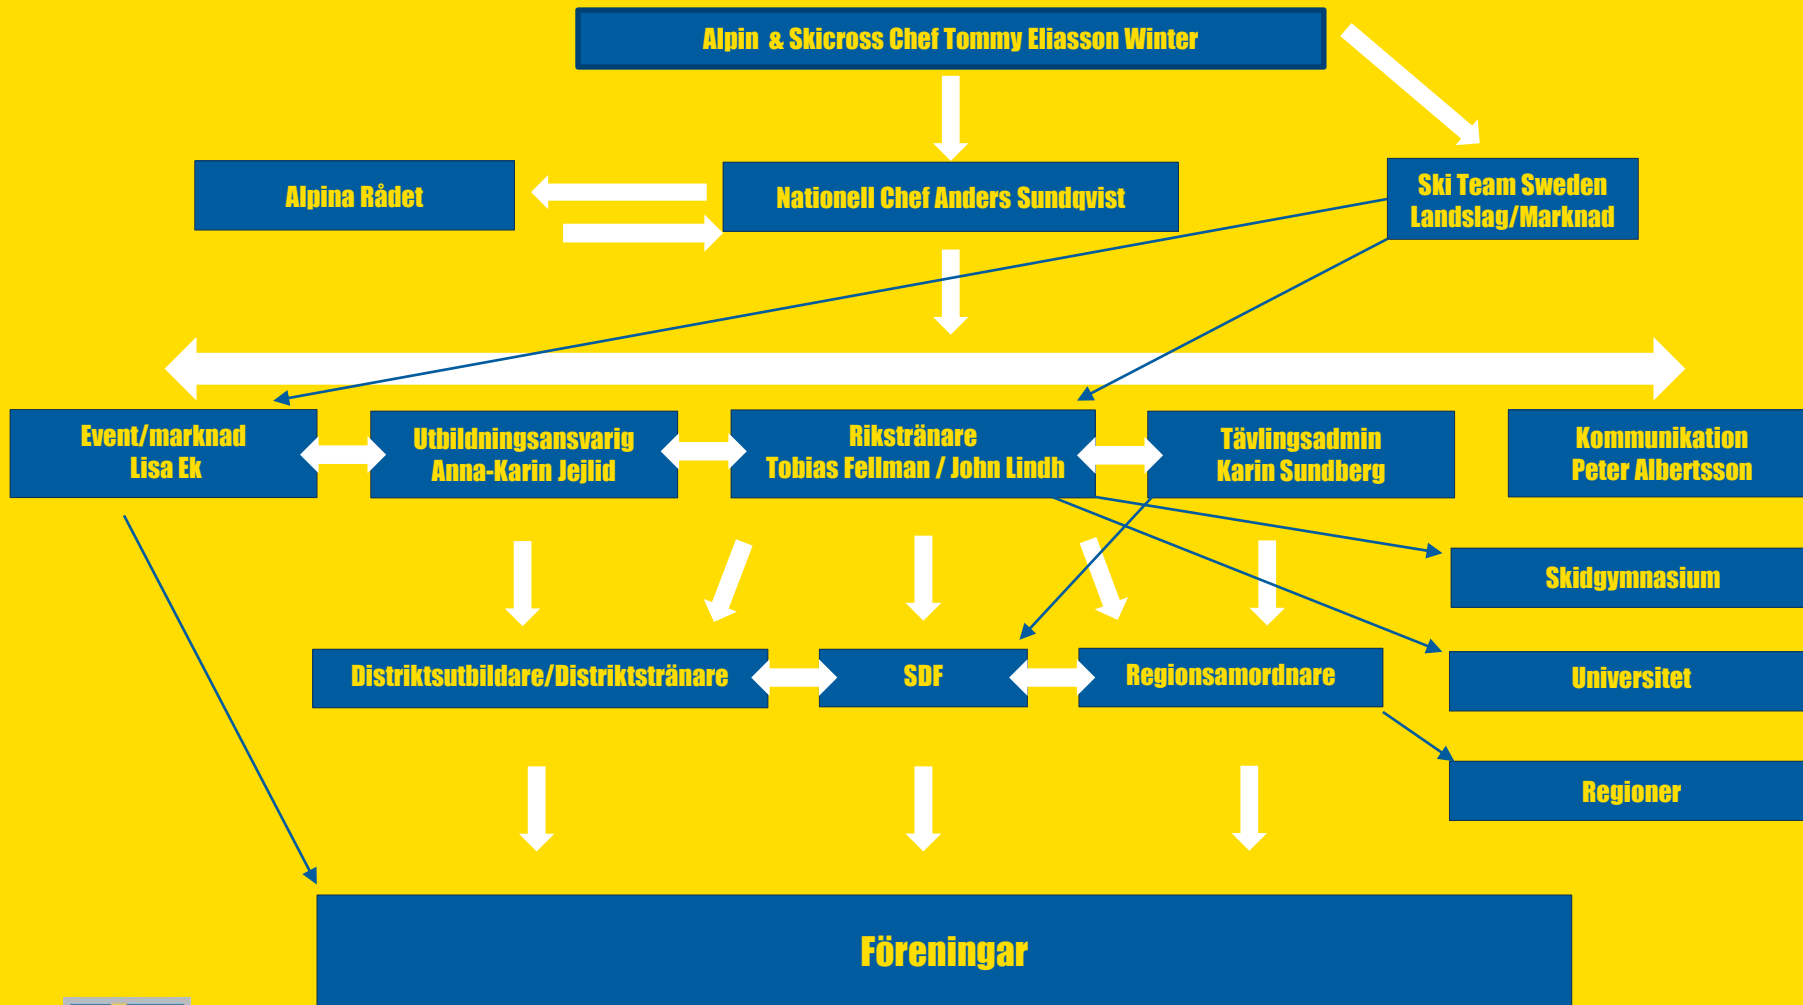 Alpin & Skicross Chef Tommy Eliasson Winter
Alpina Rådet
Nationell Chef Anders Sundqvist
Ski Team Sweden
Landslag/Marknad
Event/marknad
Lisa Ek
Utbildningsansvarig
Anna-Karin Jejlid
Rikstränare
Tobias Fellman / John Lindh
Tävlingsadmin
Karin Sundberg
Kommunikation
Peter Albertsson
Skidgymnasium
Distriktsutbildare/Distriktstränare
SDF
Regionsamordnare
Universitet
Regioner
Föreningar